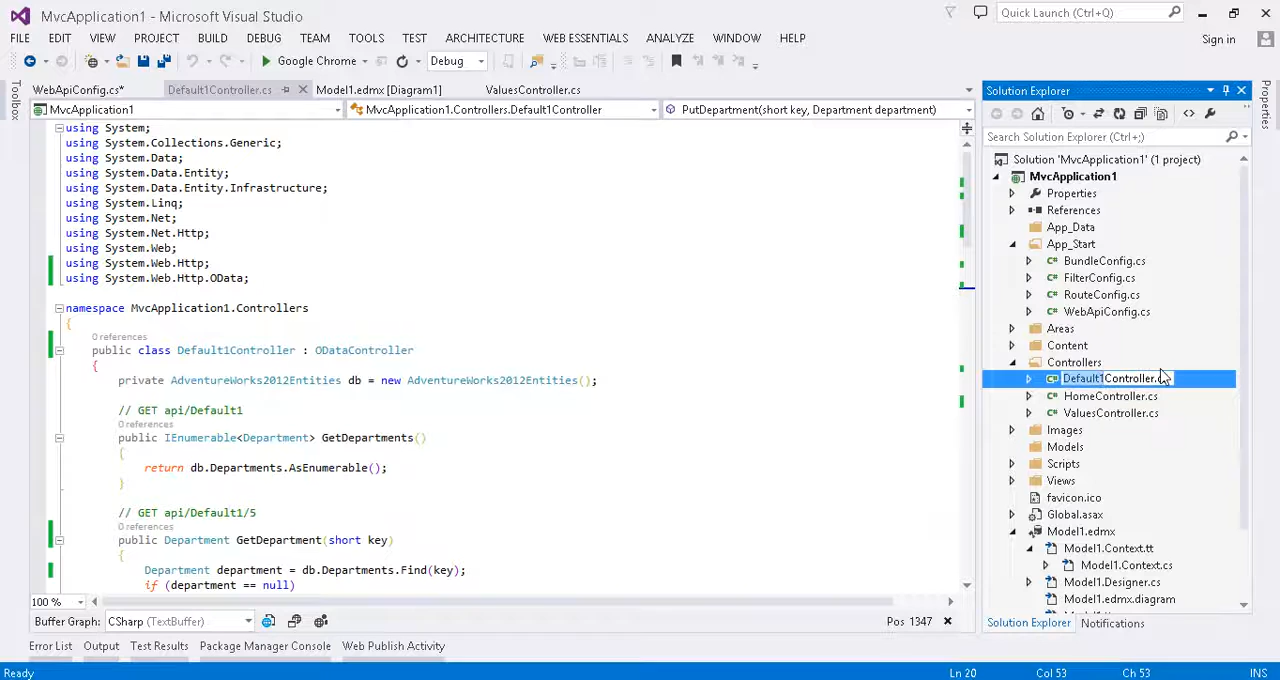 MvcApplication1 - Microsoft Visual Studio
Quick Launch (Ctrl+Q)
FILE EDIT VIEW PROJECT BUILD DEBUG TEAM TOOLS TEST ARCHITECTURE WEB ESSENTIALS ANALYZE WINDOW HELP
Sign in
Google Chrome
Debug
Toolbox
WebApiConfig.cs*
Default1Controller.cs
Model1.edmx [Diagram1]
ValuesController.cs
MvcApplication1
MvcApplication1.Controllers.Default1Controller
PutDepartment(short key, Department department)
using System;
using System.Collections.Generic;
using System.Data;
using System.Data.Entity;
using System.Data.Entity.Infrastructure;
using System.Linq;
using System.Net;
using System.Net.Http;
using System.Web;
using System.Web.Http;
using System.Web.Http.OData;
namespace MvcApplication1.Controllers
{
0 references
public class Default1Controller : ODataController
{
private AdventureWorks2012Entities db = new AdventureWorks2012Entities();
// GET api/Default1
0 references
public IEnumerable<Department> GetDepartments()
{
return db.Departments.AsEnumerable();
}
// GET api/Default1/5
0 references
public Department GetDepartment(short key)
{
Department department = db.Departments.Find(key);
if (department == null)
100 %
Buffer Graph: CSharp (TextBuffer)
Pos 1347
Error List Output Test Results Package Manager Console Web Publish Activity
Solution Explorer
Properties
Search Solution Explorer (Ctrl+;)
Solution 'MvcApplication1' (1 project)
MvcApplication1
Properties
References
App_Data
App_Start
BundleConfig.cs
FilterConfig.cs
RouteConfig.cs
WebApiConfig.cs
Areas
Content
Controllers
Default1Controller.c
HomeController.cs
ValuesController.cs
Images
Models
Scripts
Views
favicon.ico
Global.asax
Model1.edmx
Model1.Context.tt
Model1.Context.cs
Model1.Designer.cs
Model1.edmx.diagram
Solution Explorer Notifications
Ready
Ln 20 Col 53 Ch 53 INS